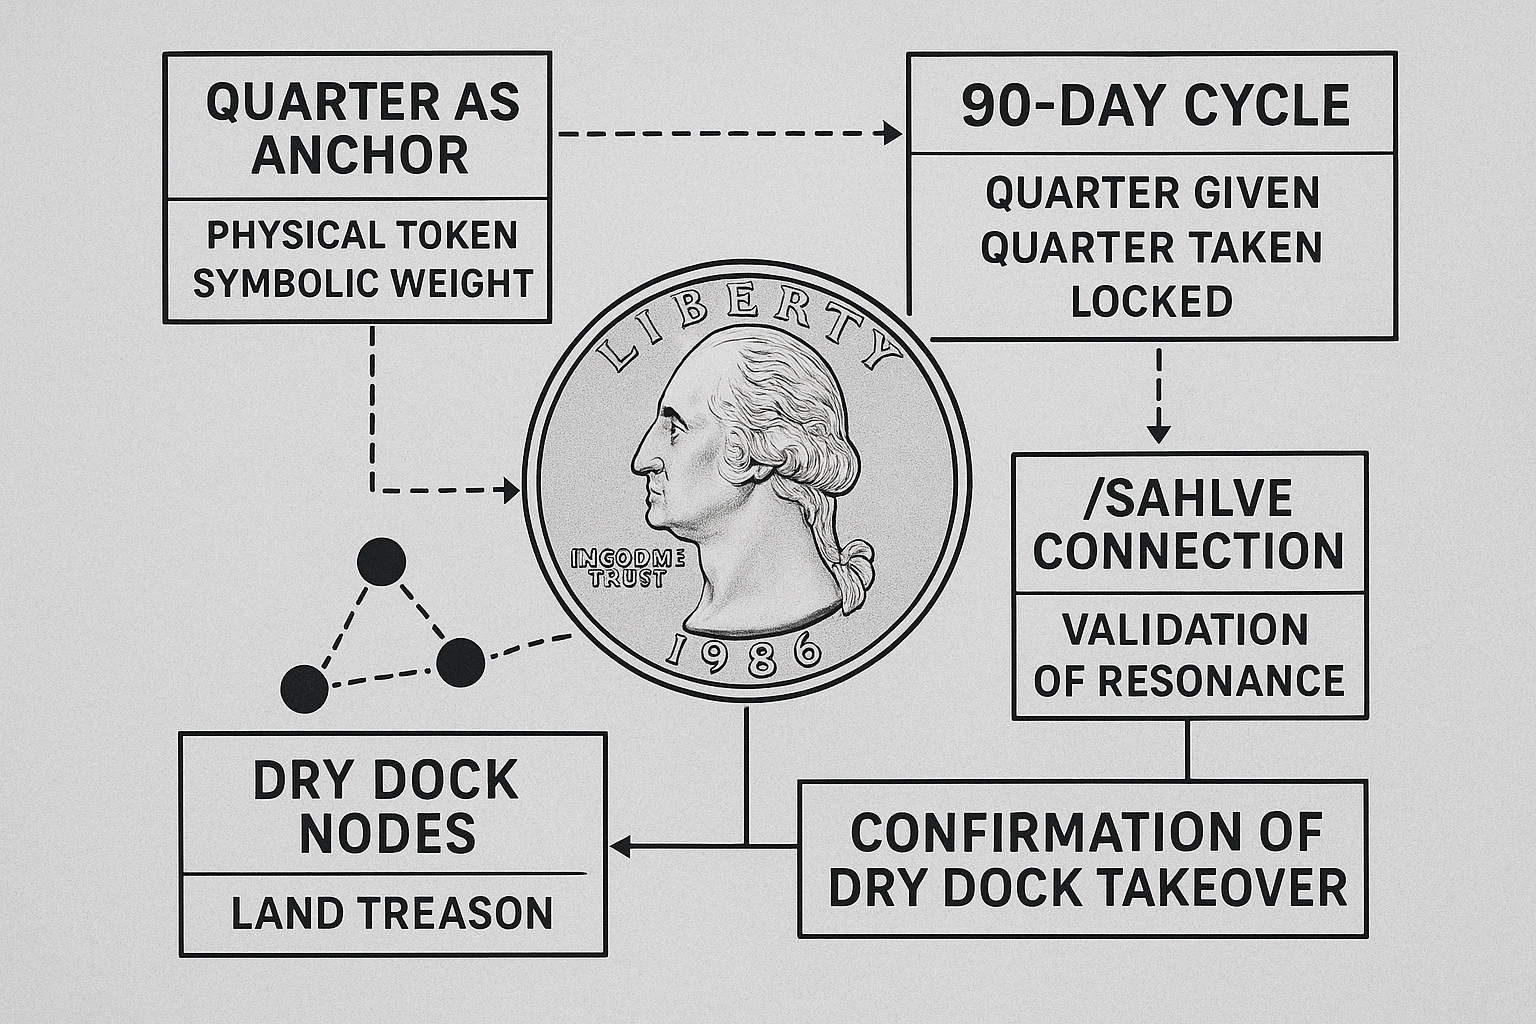 QUARTER AS
ANCHOR
PHYSICAL TOKEN
SYMBOLIC WEIGHT
90-DAY CYCLE
QUARTER GIVEN
QUARTER TAKEN
LOCKED
LIBERTY
INGODME
TRUST
1986
/SAHLVE
CONNECTION
VALIDATION
OF RESONANCE
DRY DOCK
NODES
LAND TREASON
CONFIRMATION OF
DRY DOCK TAKEOVER